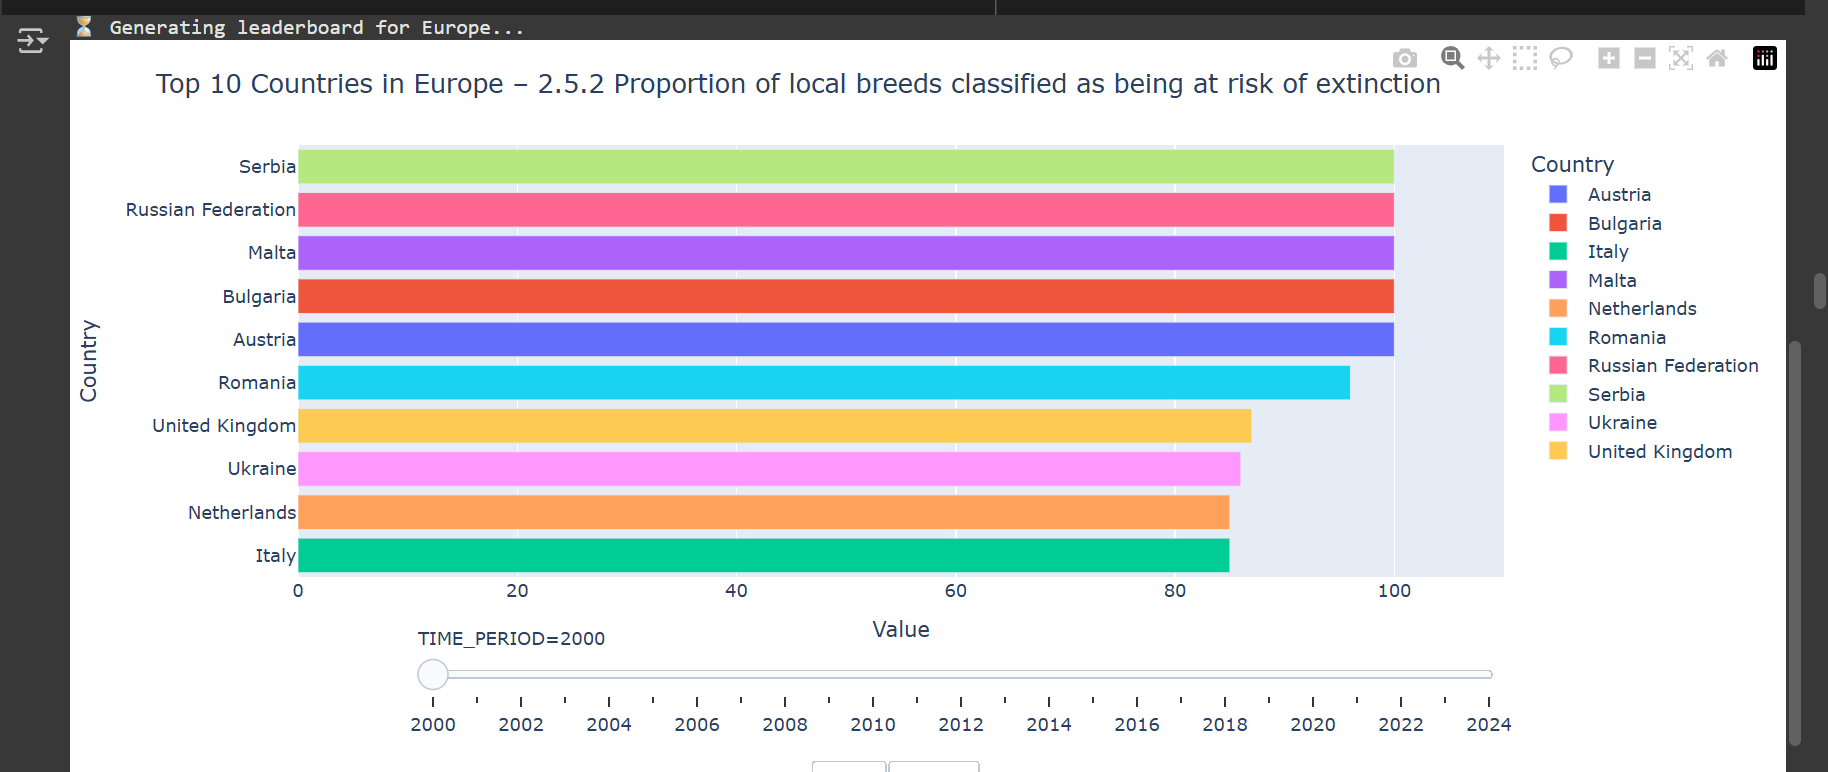 Generating leaderboard for Europe...
Top 10 Countries in Europe – 2.5.2 Proportion of local breeds classified as being at risk of extinction
Country
Serbia
Russian Federation
Malta
Bulgaria
Austria
Romania
United Kingdom
Ukraine
Netherlands
Italy
0 20 40 60 80 100
Value
Country
Austria
Bulgaria
Italy
Malta
Netherlands
Romania
Russian Federation
Serbia
Ukraine
United Kingdom
TIME_PERIOD=2000
2000 2002 2004 2006 2008 2010 2012 2014 2016 2018 2020 2022 2024